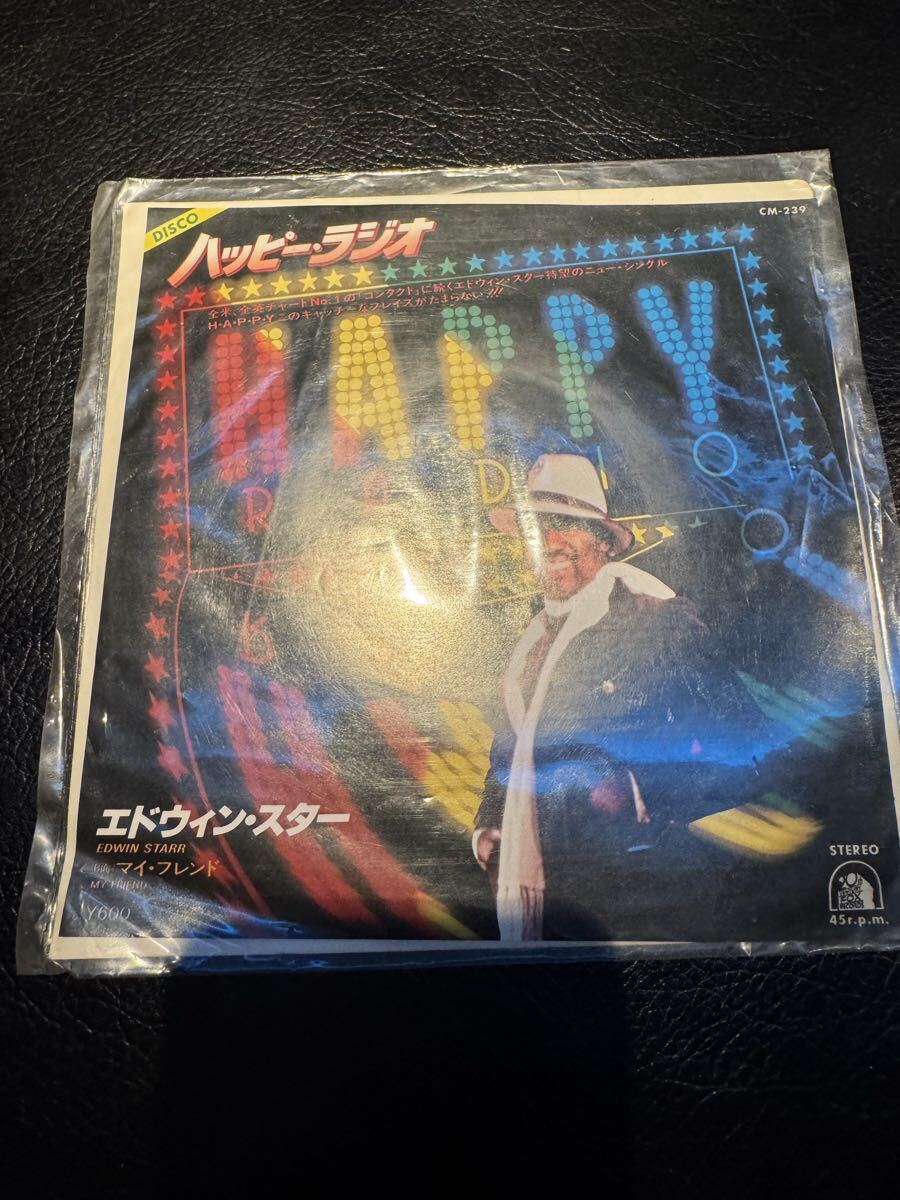 DISCO
CM-239
ハッピー・ラジオ
全米、全英チャートNo.1の「コンタクト」に続くエドウィン・スター待望のニュー・シングル
H・A・P・P・Y このキャッチーなフレイズがたまらない!!!
HAPPY
RADIO
エドウィン・スター
EDWIN STARR
マイ・フレンド
MY FRIEND
¥600
STEREO
45r.p.m.